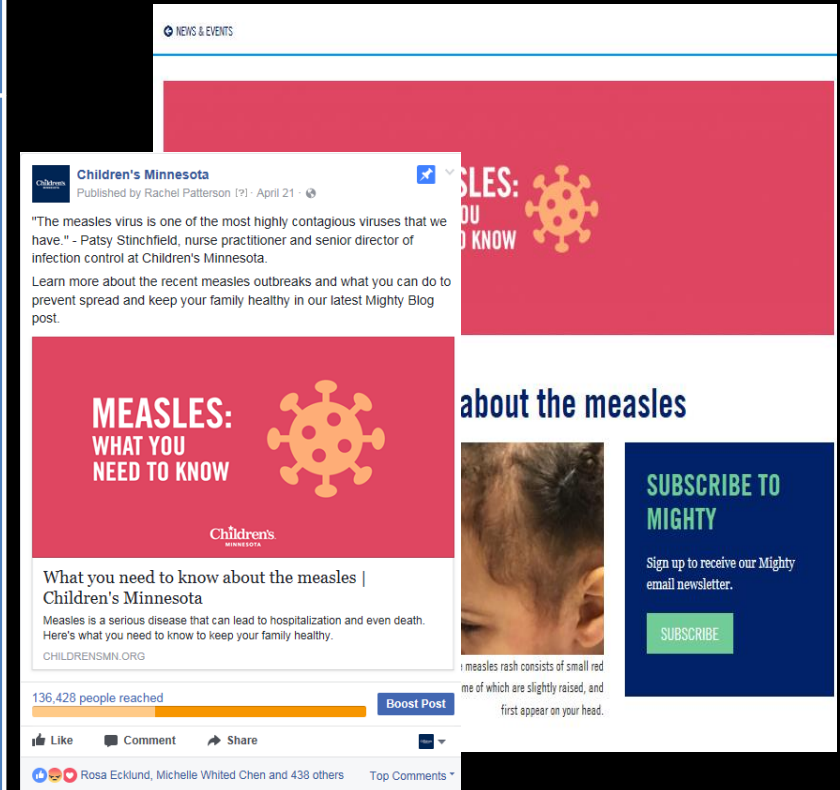 NEWS & EVENTS
SLES:
OU
KNOW
Children's
MINNESOTA
Children's Minnesota
Published by Rachel Patterson [?] · April 21 ·
"The measles virus is one of the most highly contagious viruses that we
have." - Patsy Stinchfield, nurse practitioner and senior director of
infection control at Children's Minnesota.
Learn more about the recent measles outbreaks and what you can do to
prevent spread and keep your family healthy in our latest Mighty Blog
post.
MEASLES:
WHAT YOU
NEED TO KNOW
Children's
MINNESOTA
What you need to know about the measles |
Children's Minnesota
Measles is a serious disease that can lead to hospitalization and even death.
Here's what you need to know to keep your family healthy.
CHILDRENSMN.ORG
136,428 people reached
Boost Post
Like Comment Share
Rosa Ecklund, Michelle Whited Chen and 438 others Top Comments
about the measles
measles rash consists of small red
me of which are slightly raised, and
first appear on your head.
SUBSCRIBE TO
MIGHTY
Sign up to receive our Mighty
email newsletter.
SUBSCRIBE